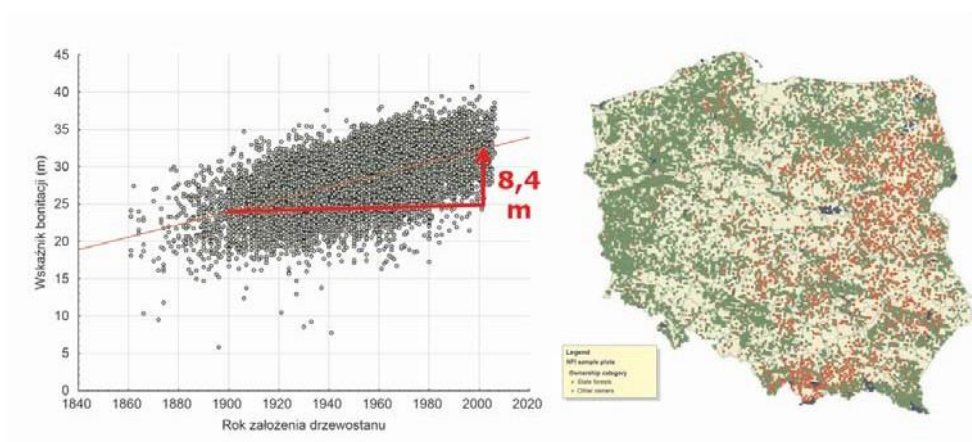 45
40
35
30
25
20
15
10
5
0
Wskaźnik bonitacji (m)
8,4
m
1840 1860 1880 1900 1920 1940 1960 1980 2000 2020
Rok założenia drzewostanu
Legend
NFI sample plots
Ownership category
State forests
Other owners